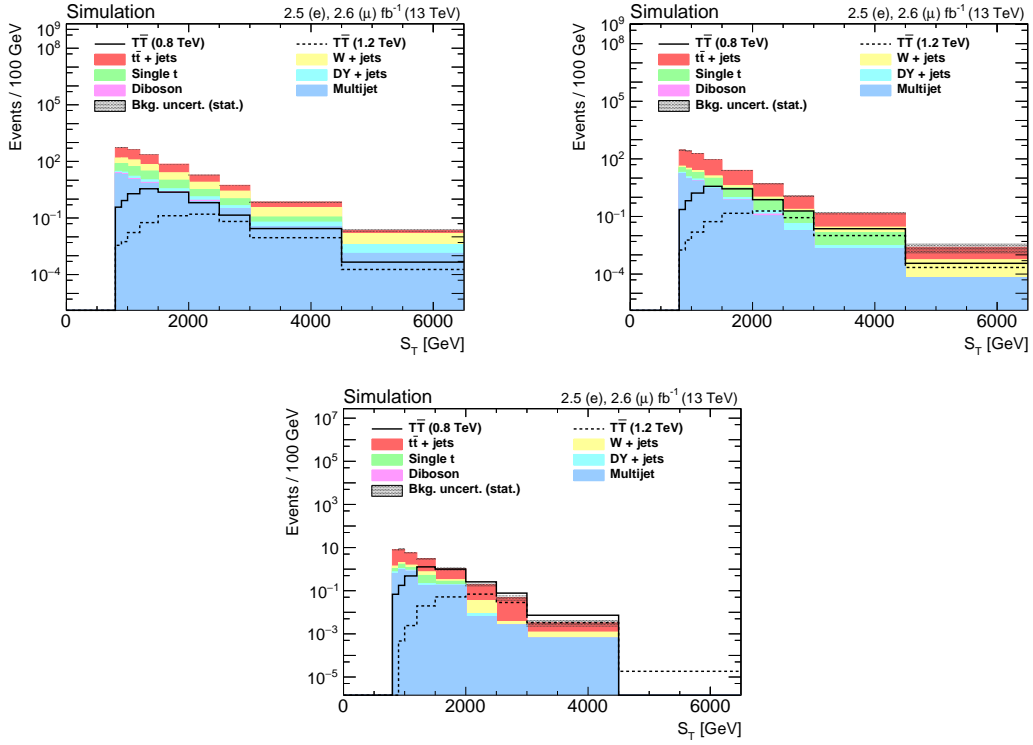 Simulation 2.5 (e), 2.6 (μ) fb⁻¹ (13 TeV)
Events / 100 GeV
10⁹
10⁸
10⁵
10²
10⁻¹
10⁻⁴
TT̅ (0.8 TeV) TT̅ (1.2 TeV)
tt̅ + jets W + jets
Single t DY + jets
Diboson Multijet
Bkg. uncert. (stat.)
0 2000 4000 6000
S_T [GeV]
Simulation 2.5 (e), 2.6 (μ) fb⁻¹ (13 TeV)
Events / 100 GeV
10⁹
10⁸
10⁵
10²
10⁻¹
10⁻⁴
TT̅ (0.8 TeV) TT̅ (1.2 TeV)
tt̅ + jets W + jets
Single t DY + jets
Diboson Multijet
Bkg. uncert. (stat.)
0 2000 4000 6000
S_T [GeV]
Simulation 2.5 (e), 2.6 (μ) fb⁻¹ (13 TeV)
Events / 100 GeV
10⁷
10⁵
10³
10
10⁻¹
10⁻³
10⁻⁵
TT̅ (0.8 TeV) TT̅ (1.2 TeV)
tt̅ + jets W + jets
Single t DY + jets
Diboson Multijet
Bkg. uncert. (stat.)
0 2000 4000 6000
S_T [GeV]